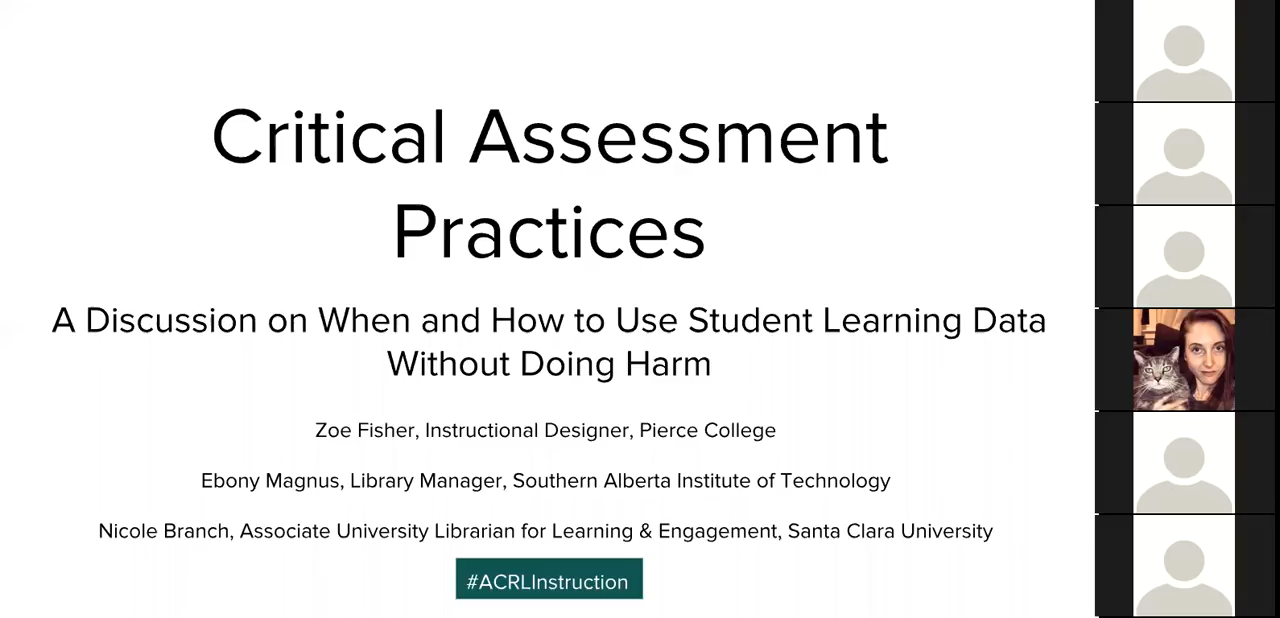 Critical Assessment
Practices
A Discussion on When and How to Use Student Learning Data
Without Doing Harm
Zoe Fisher, Instructional Designer, Pierce College
Ebony Magnus, Library Manager, Southern Alberta Institute of Technology
Nicole Branch, Associate University Librarian for Learning & Engagement, Santa Clara University
#ACRLInstruction